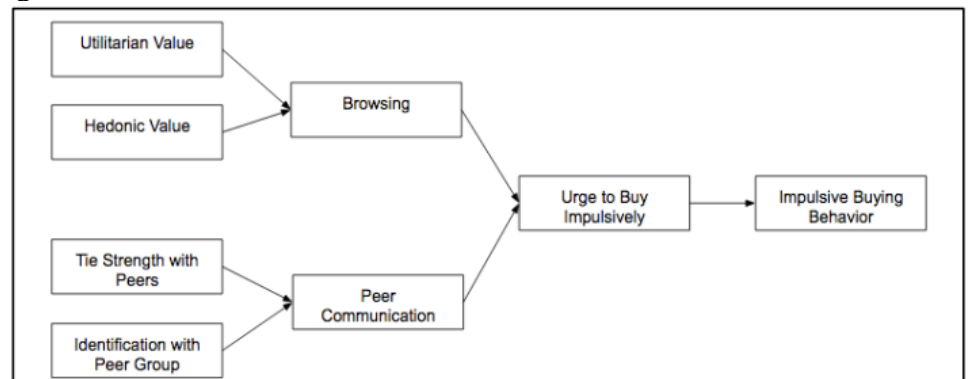 Utilitarian Value
Hedonic Value
Browsing
Urge to Buy
Impulsively
Impulsive Buying
Behavior
Tie Strength with
Peers
Peer
Communication
Identification with
Peer Group